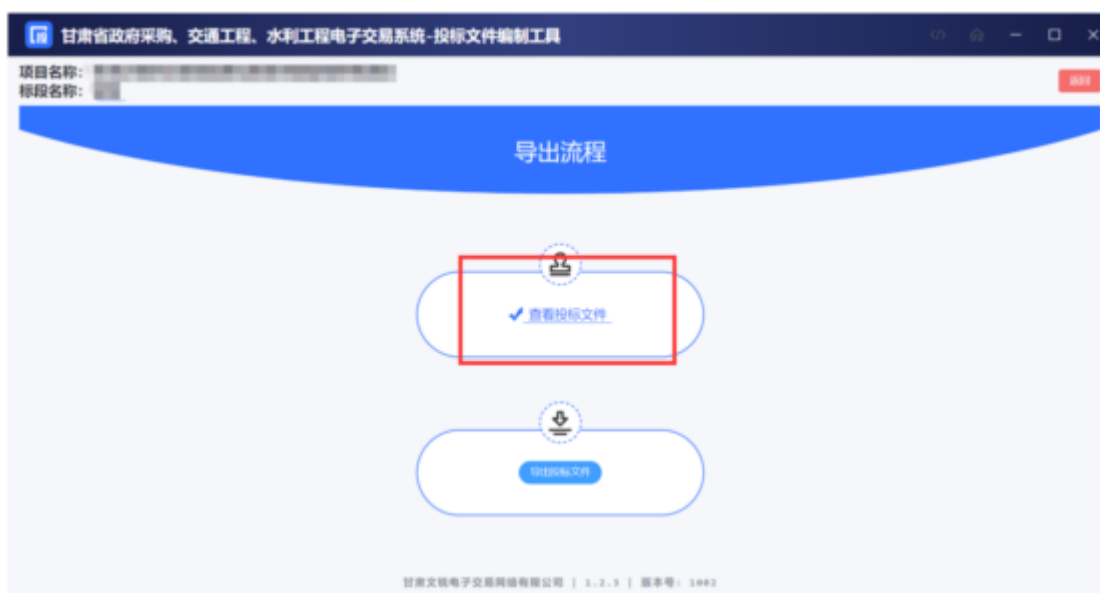 甘肃省政府采购、交通工程、水利工程电子交易系统-投标文件编制工具
项目名称：
标段名称：
返回
导出流程
查看投标文件
导出投标文件
甘肃文锐电子交易网络有限公司 | 1.2.3 | 版本号: 1002